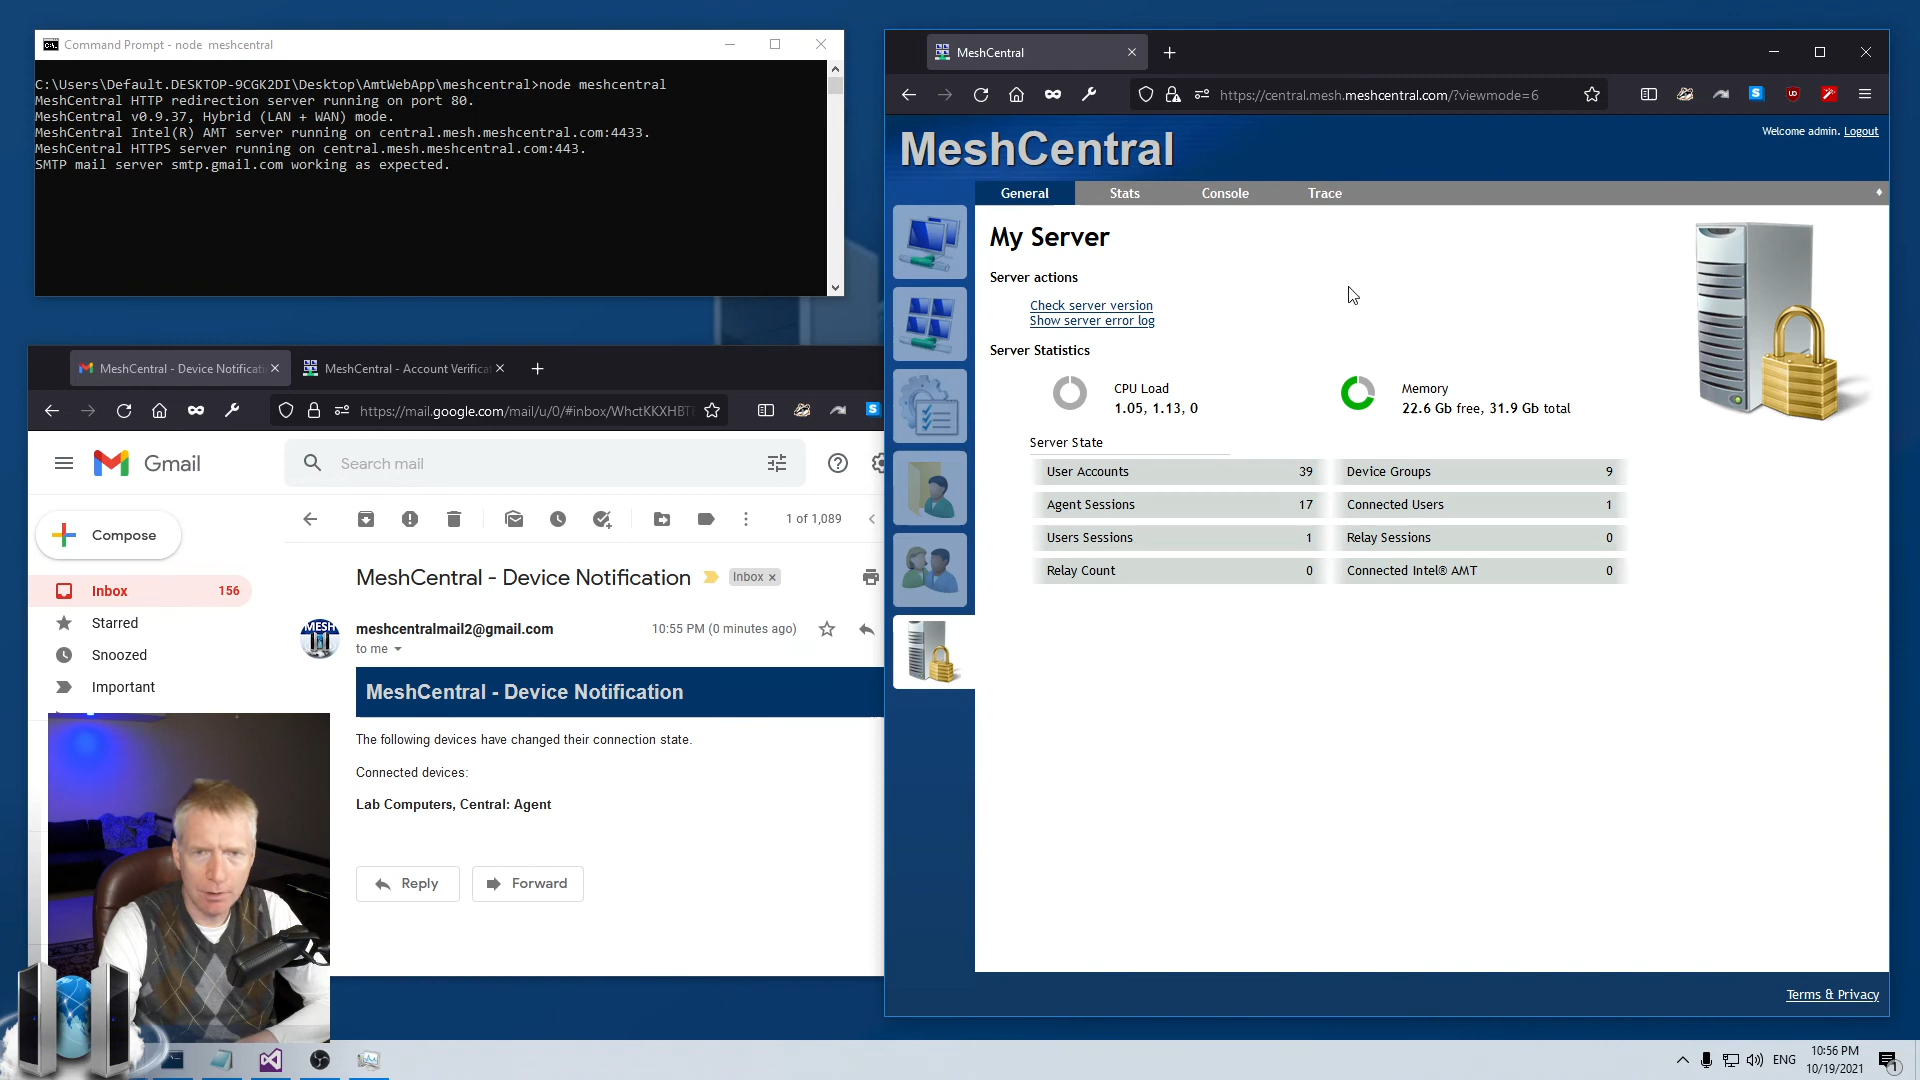 Command Prompt - node  meshcentral
C:\Users\Default.DESKTOP-9CGK2DI\Desktop\AmtWebApp\meshcentral>node meshcentral
MeshCentral HTTP redirection server running on port 80.
MeshCentral v0.9.37, Hybrid (LAN + WAN) mode.
MeshCentral Intel(R) AMT server running on central.mesh.meshcentral.com:4433.
MeshCentral HTTPS server running on central.mesh.meshcentral.com:443.
SMTP mail server smtp.gmail.com working as expected.
MeshCentral - Device Notificati
MeshCentral - Account Verifica
https://mail.google.com/mail/u/0/#inbox/WhctKKXHBT
Gmail
Search mail
Compose
1 of 1,089
Inbox 156
Starred
Snoozed
Important
MeshCentral - Device Notification
Inbox ×
MESH
meshcentralmail2@gmail.com
10:55 PM (0 minutes ago)
to me
MeshCentral - Device Notification
The following devices have changed their connection state.
Connected devices:
Lab Computers, Central: Agent
Reply
Forward
MeshCentral
https://central.mesh.meshcentral.com/?viewmode=6
MeshCentral
Welcome admin. Logout
General
Stats
Console
Trace
My Server
Server actions
Check server version
Show server error log
Server Statistics
CPU Load
1.05, 1.13, 0
Memory
22.6 Gb free, 31.9 Gb total
Server State
User Accounts 39
Device Groups 9
Agent Sessions 17
Connected Users 1
Users Sessions 1
Relay Sessions 0
Relay Count 0
Connected Intel® AMT 0
Terms & Privacy
ENG
10:56 PM
10/19/2021
1